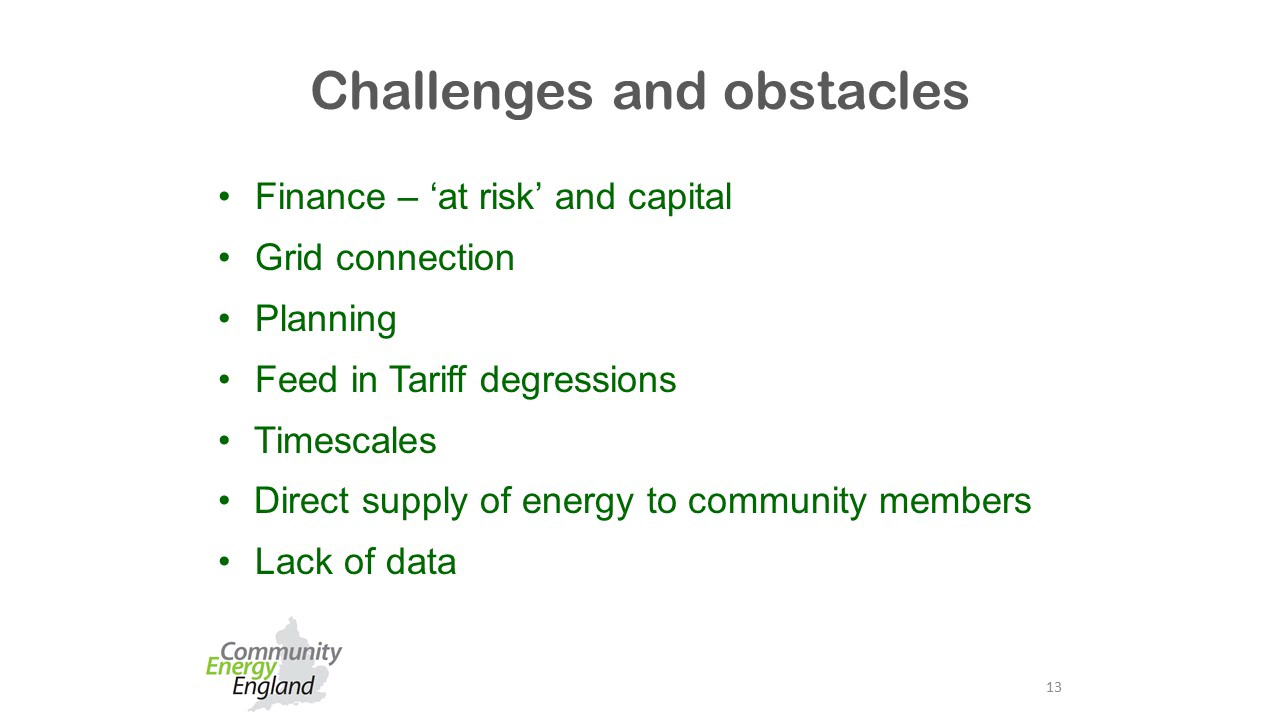 Challenges and obstacles
• Finance – ‘at risk’ and capital
• Grid connection
• Planning
• Feed in Tariff degressions
• Timescales
• Direct supply of energy to community members
• Lack of data
Community
Energy
England
13